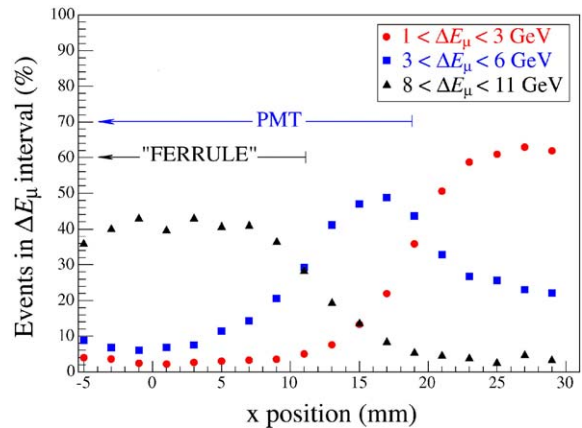 1 < ΔEμ < 3 GeV
3 < ΔEμ < 6 GeV
8 < ΔEμ < 11 GeV
PMT
"FERRULE"
Events in ΔEμ interval (%)
100
90
80
70
60
50
40
30
20
10
0
-5 0 5 10 15 20 25 30
x position (mm)